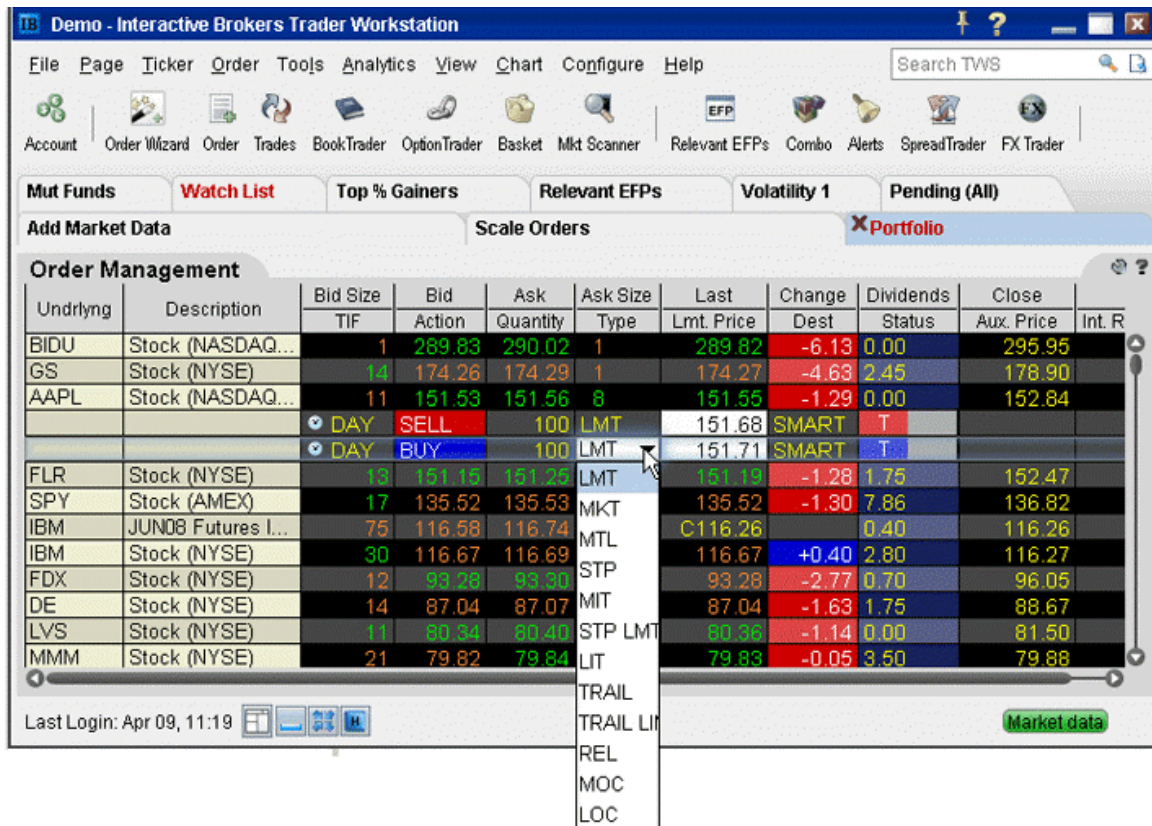 IB Demo - Interactive Brokers Trader Workstation ?
File Page Ticker Order Tools Analytics View Chart Configure Help Search TWS
EFP FX
Account Order Wizard Order Trades BookTrader OptionTrader Basket Mkt Scanner Relevant EFPs Combo Alerts SpreadTrader FX Trader
Mut Funds Watch List Top % Gainers Relevant EFPs Volatility 1 Pending (All)
Add Market Data Scale Orders Portfolio
Order Management ?
Undrlyng Description Bid Size Bid Ask Ask Size Last Change Dividends Close
TIF Action Quantity Type Lmt. Price Dest Status Aux. Price Int. R
BIDU Stock (NASDAQ... 1 289.83 290.02 1 289.82 -6.13 0.00 295.95
GS Stock (NYSE) 14 174.26 174.29 1 174.27 -4.63 2.45 178.90
AAPL Stock (NASDAQ... 11 151.53 151.56 8 151.55 -1.29 0.00 152.84
DAY SELL 100 LMT 151.68 SMART T
DAY BUY 100 LMT 151.71 SMART T
FLR Stock (NYSE) 13 151.15 151.25 LMT 151.19 -1.28 1.75 152.47
SPY Stock (AMEX) 17 135.52 135.53 MKT 135.52 -1.30 7.86 136.82
IBM JUN08 Futures I... 75 116.58 116.74 MTL C116.26 0.40 116.26
IBM Stock (NYSE) 30 116.67 116.69 STP 116.67 +0.40 2.80 116.27
FDX Stock (NYSE) 12 93.28 93.30 MIT 93.28 -2.77 0.70 96.05
DE Stock (NYSE) 14 87.04 87.07 87.04 -1.63 1.75 88.67
LVS Stock (NYSE) 11 80.34 80.40 STP LMT 80.36 -1.14 0.00 81.50
MMM Stock (NYSE) 21 79.82 79.84 LIT 79.83 -0.05 3.50 79.88
TRAIL
Last Login: Apr 09, 11:19 H TRAIL LI Market data
REL
MOC
LOC